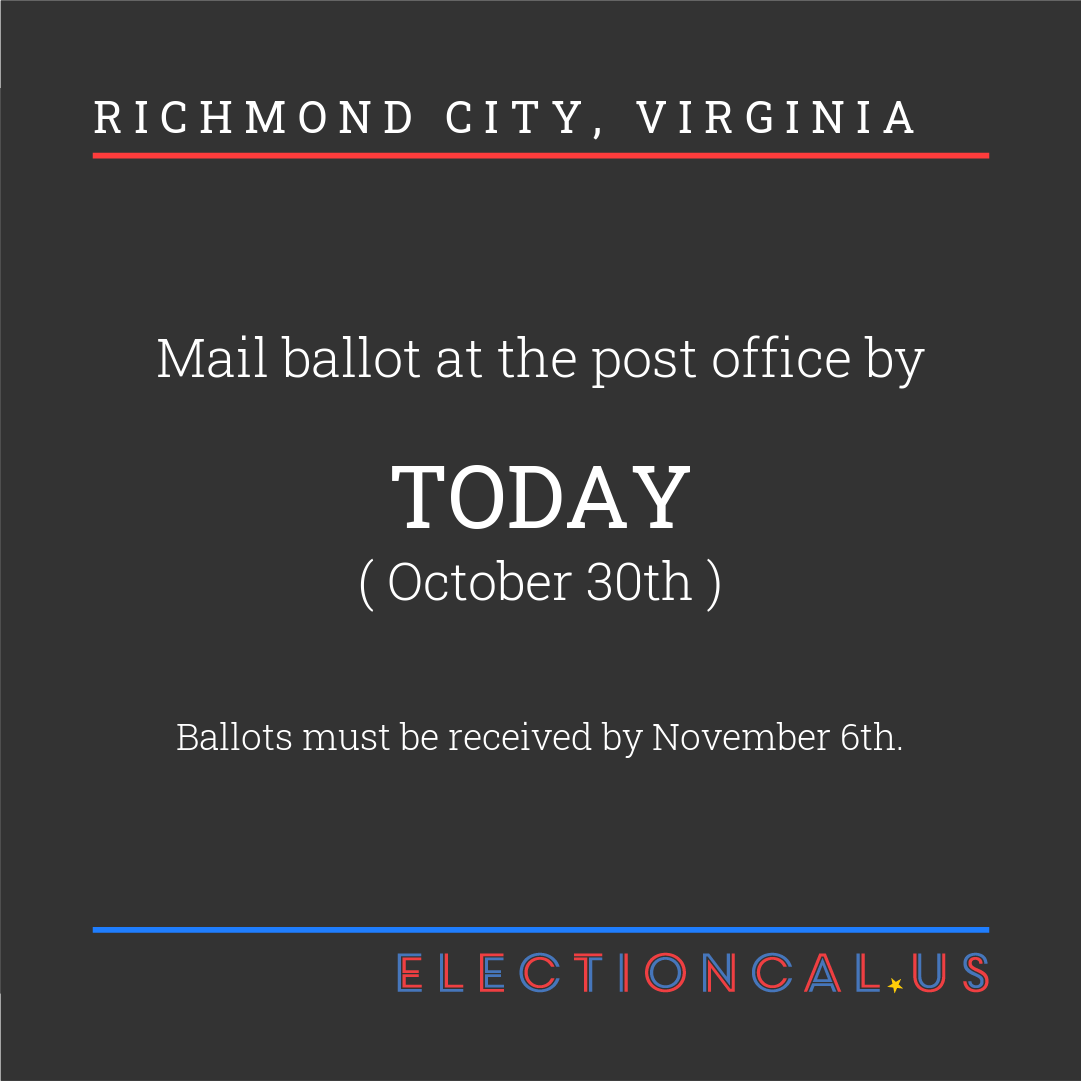 RICHMOND CITY, VIRGINIA
Mail ballot at the post office by
TODAY
( October 30th )
Ballots must be received by November 6th.
ELECTIONCAL.US